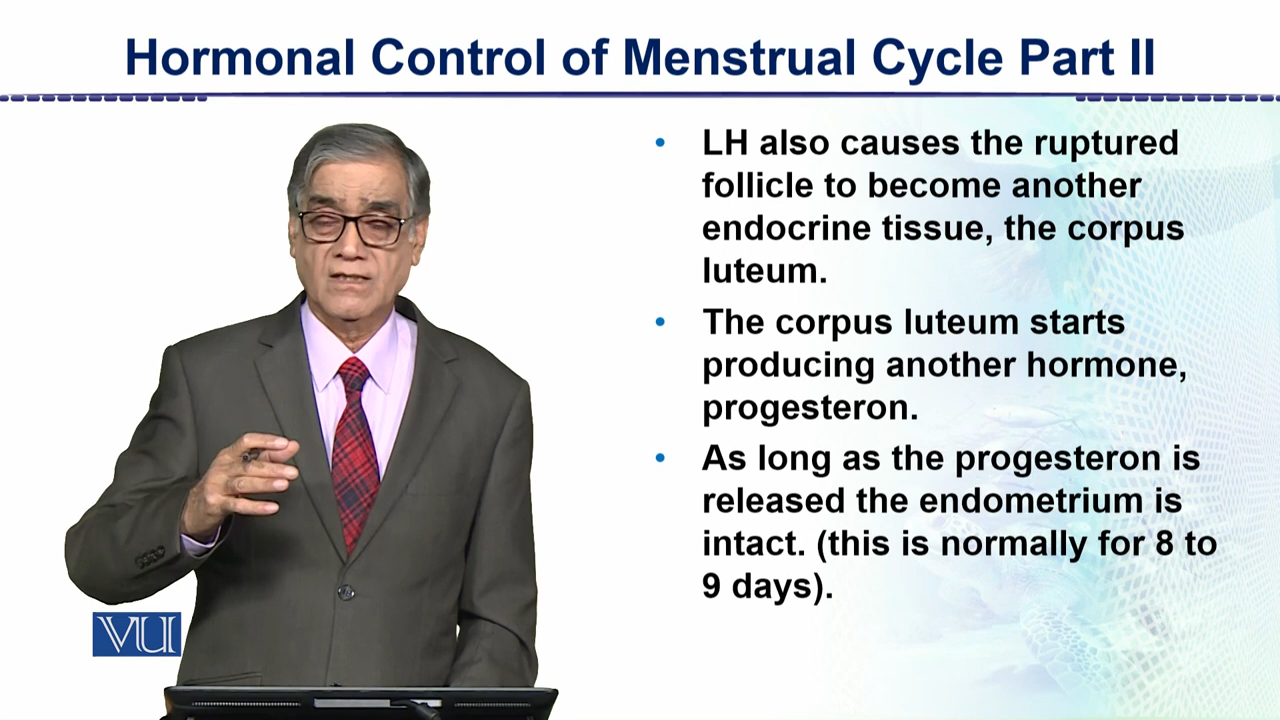 Hormonal Control of Menstrual Cycle Part II
• LH also causes the ruptured
follicle to become another
endocrine tissue, the corpus
luteum.
• The corpus luteum starts
producing another hormone,
progesteron.
• As long as the progesteron is
released the endometrium is
intact. (this is normally for 8 to
9 days).
VU